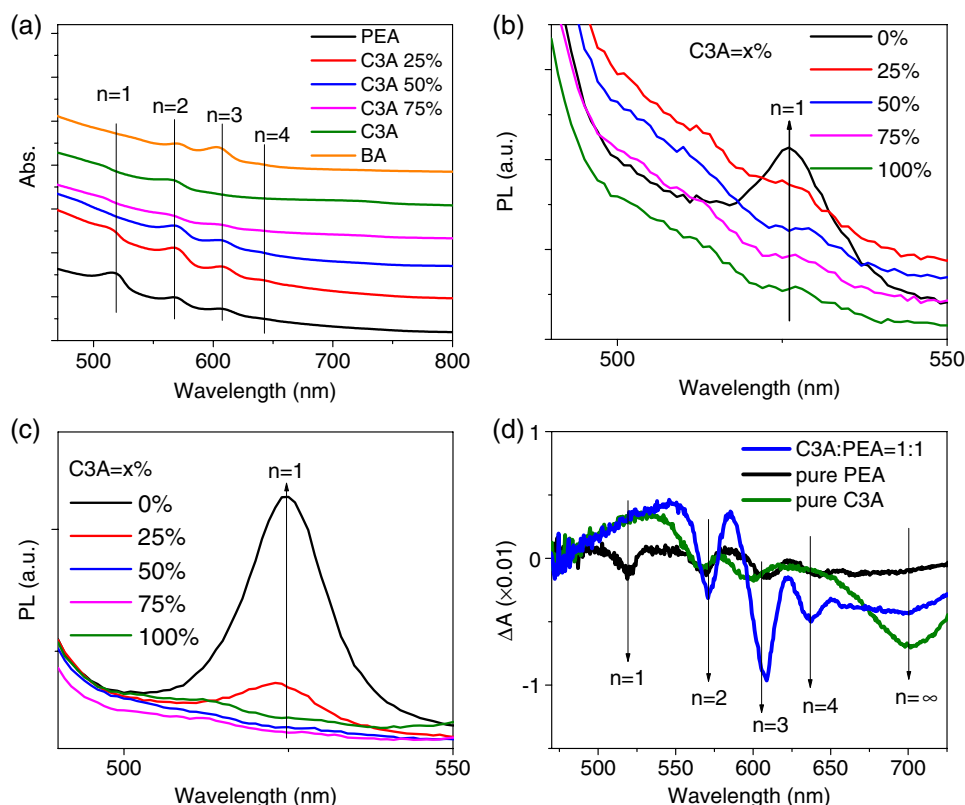 (a)
PEA
C3A 25%
C3A 50%
C3A 75%
C3A
BA
n=1
n=2
n=3
n=4
Abs.
500 600 700 800
Wavelength (nm)
(b)
C3A=x%
0%
25%
50%
75%
100%
n=1
PL (a.u.)
500 550
Wavelength (nm)
(c)
C3A=x%
0%
25%
50%
75%
100%
n=1
PL (a.u.)
500 550
Wavelength (nm)
(d)
C3A:PEA=1:1
pure PEA
pure C3A
1
0
-1
ΔA (×0.01)
n=1
n=2
n=3
n=4
n=∞
500 550 600 650 700
Wavelength (nm)